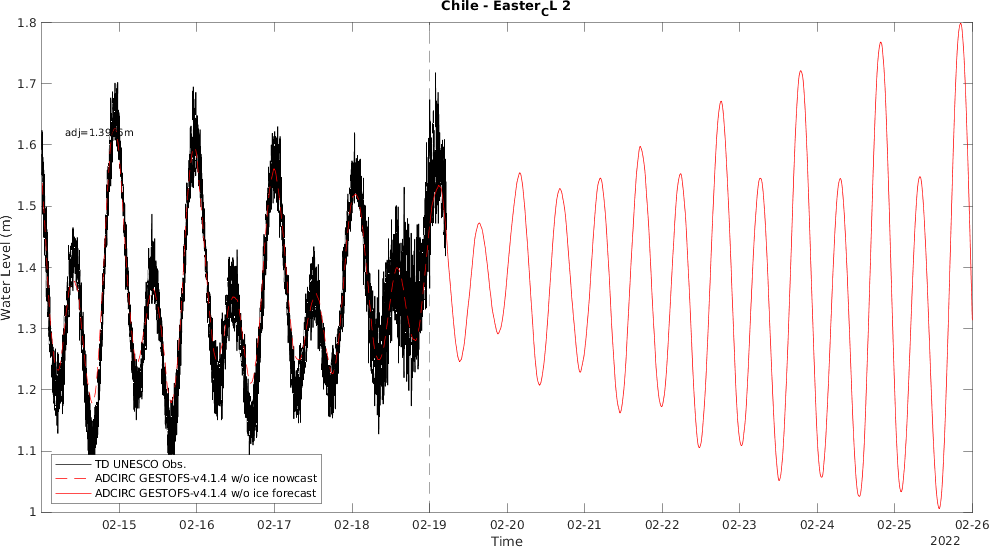 Chile - Easter_CL 2
1.8
1.7
1.6
1.5
1.4
1.3
1.2
1.1
1
Water Level (m)
TD UNESCO Obs.
ADCIRC GESTOFS-v4.1.4 w/o ice nowcast
ADCIRC GESTOFS-v4.1.4 w/o ice forecast
02-15 02-16 02-17 02-18 02-19 02-20 02-21 02-22 02-23 02-24 02-25 02-26
Time
2022